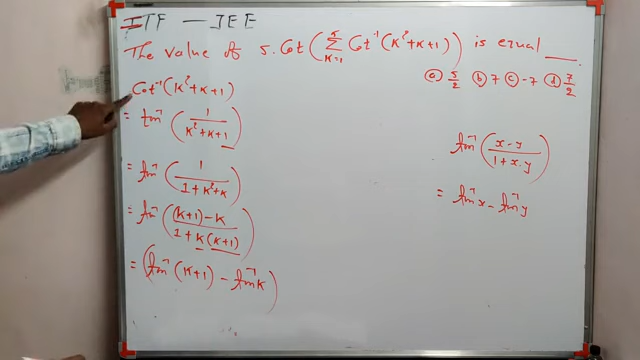 ITF — JEE
The value of 5. Cot ( ∑ₖ₌₁⁵ Cot⁻¹ (K²+K+1) ) is equal ___
ⓐ 5/2 ⓑ 7 ⓒ -7 ⓓ 7/2
Cot⁻¹ (K²+K+1)
= tan⁻¹ ( 1 / K²+K+1 )
= tan⁻¹ ( 1 / 1+K²+K )
= tan⁻¹ ( (K+1)-K / 1+K(K+1) )
= ( tan⁻¹ (K+1) - tan⁻¹ K )
tan⁻¹ ( x-y / 1+x.y )
= tan⁻¹ x - tan⁻¹ y